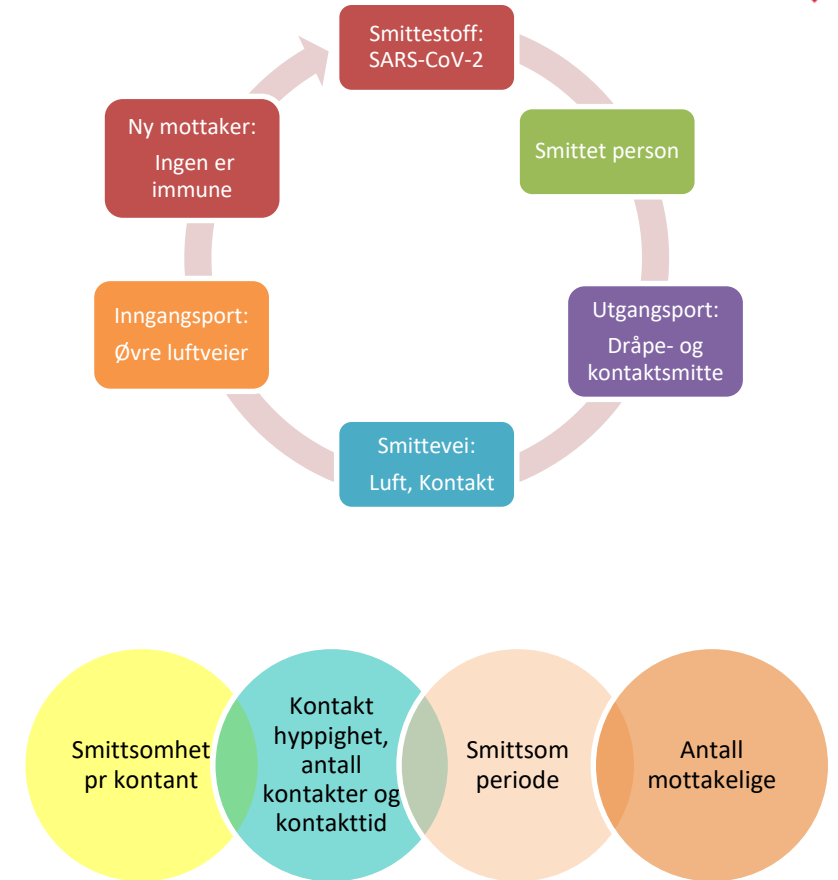 Smittestoff:
SARS-CoV-2
Smittet person
Utgangsport:
Dråpe- og
kontaktsmitte
Smittevei:
Luft, Kontakt
Inngangsport:
Øvre luftveier
Ny mottaker:
Ingen er
immune
Smittsomhet
pr kontant
Kontakt
hyppighet,
antall
kontakter og
kontakttid
Smittsom
periode
Antall
mottakelige